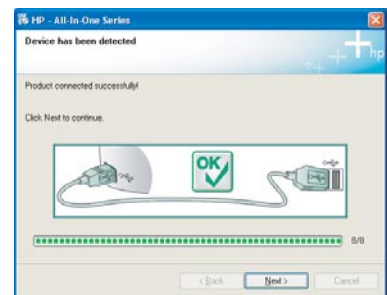 HP - All-In-One Series
Device has been detected
hp
Product connected successfully!
Click Next to continue.
OK
8/8
< Back
Next >
Cancel